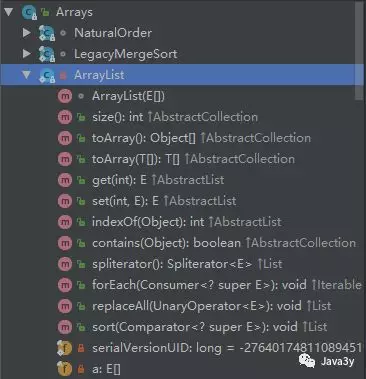 Arrays
NaturalOrder
LegacyMergeSort
ArrayList
ArrayList(E[])
size(): int ↑AbstractCollection
toArray(): Object[] ↑AbstractCollection
toArray(T[]): T[] ↑AbstractCollection
get(int): E ↑AbstractList
set(int, E): E ↑AbstractList
indexOf(Object): int ↑AbstractList
contains(Object): boolean ↑AbstractCollection
spliterator(): Spliterator<E> ↑List
forEach(Consumer<? super E>): void ↑Iterable
replaceAll(UnaryOperator<E>): void ↑List
sort(Comparator<? super E>): void ↑List
serialVersionUID: long = -27640174811089451
a: E[]
Java3y